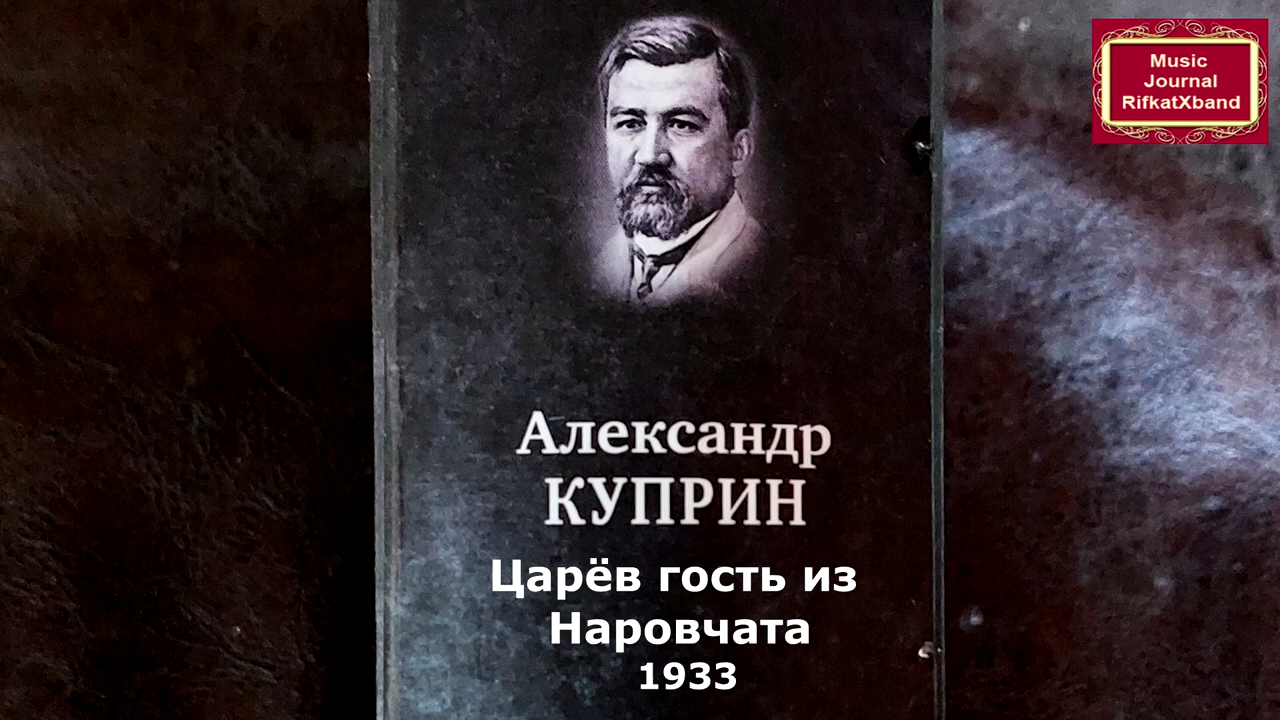 Music
Journal
RifkatXband
Александр
КУПРИН
Царёв гость из
Наровчата
1933